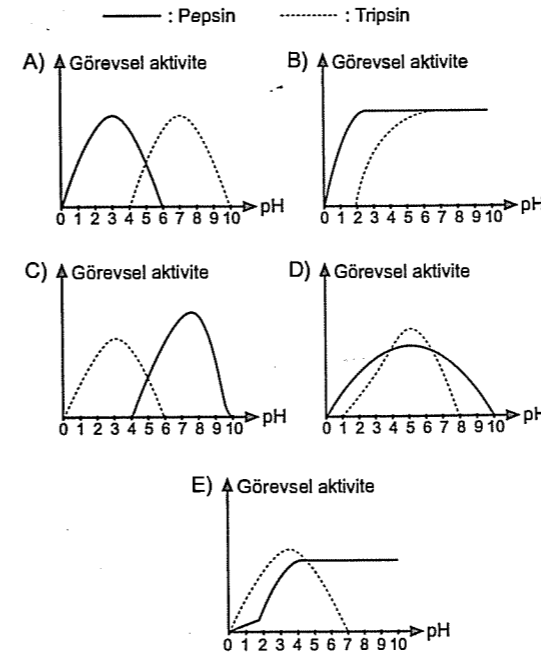 : Pepsin : Tripsin
A) Görevsel aktivite
0 1 2 3 4 5 6 7 8 9 10 pH
B) Görevsel aktivite
0 1 2 3 4 5 6 7 8 9 10 pH
C) Görevsel aktivite
0 1 2 3 4 5 6 7 8 9 10 pH
D) Görevsel aktivite
0 1 2 3 4 5 6 7 8 9 10 pH
E) Görevsel aktivite
0 1 2 3 4 5 6 7 8 9 10 pH